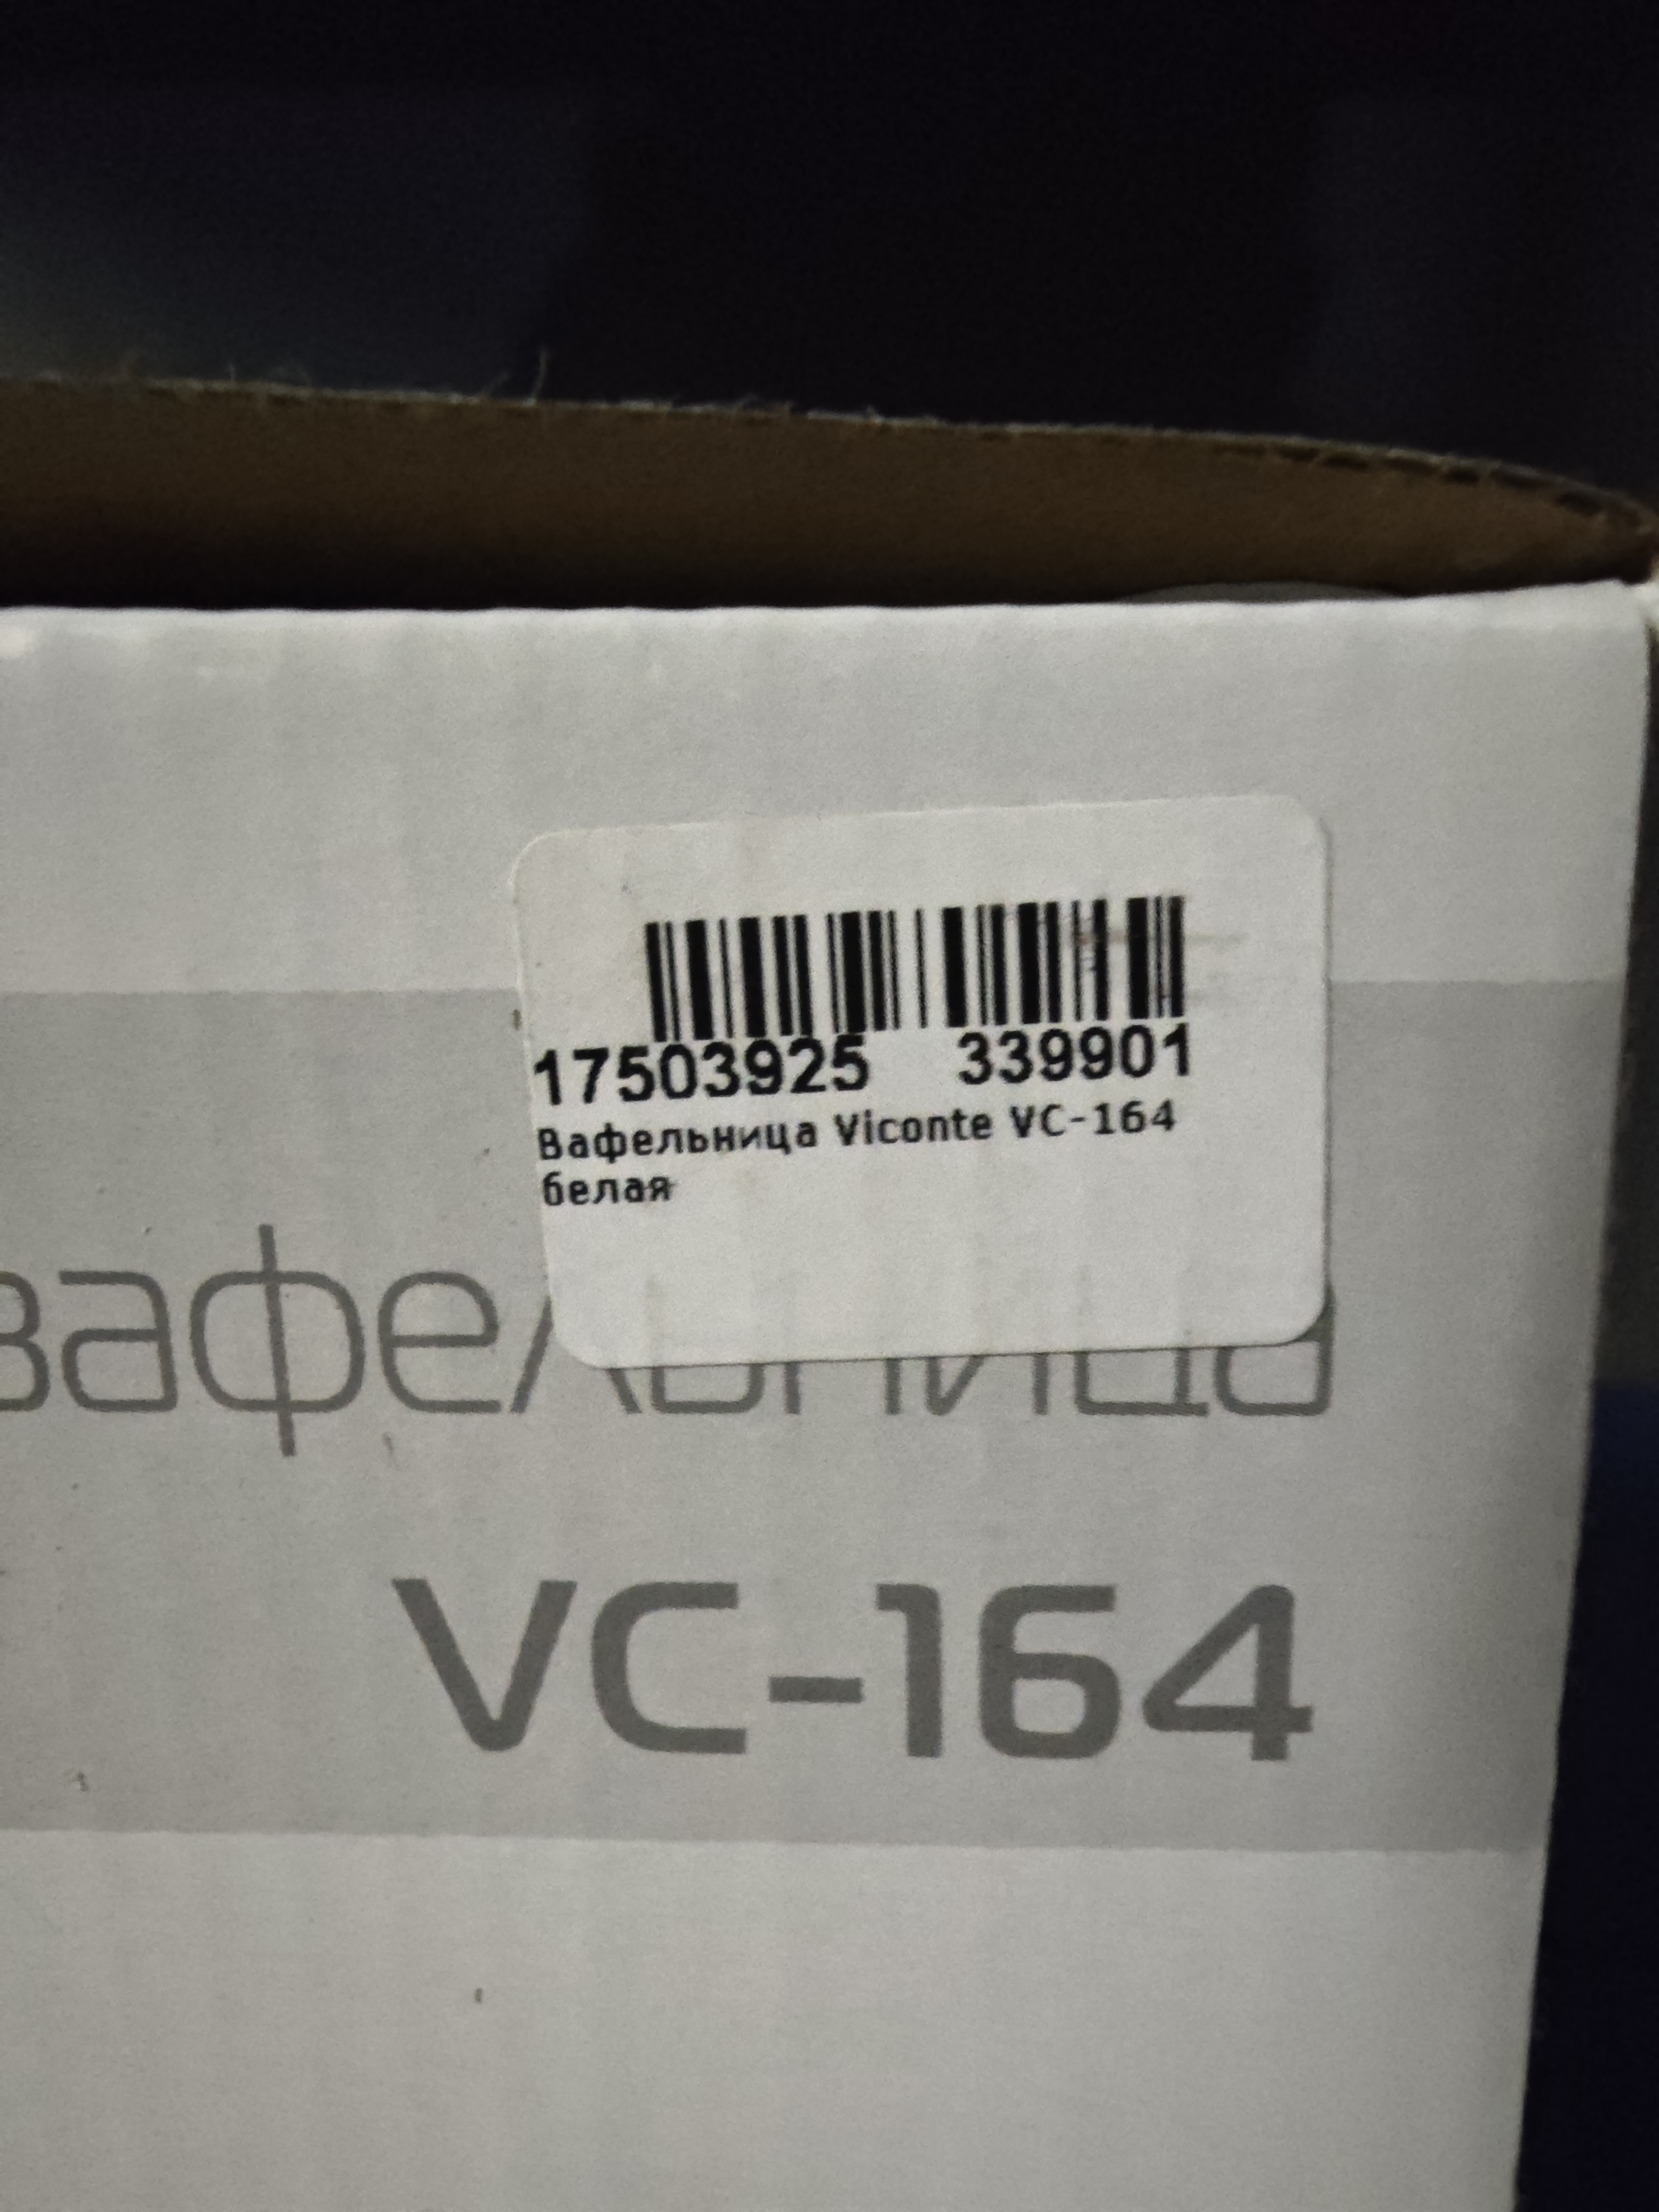 17503925 339901
Вафельница Viconte VC-164
белая
вафельница
VC-164